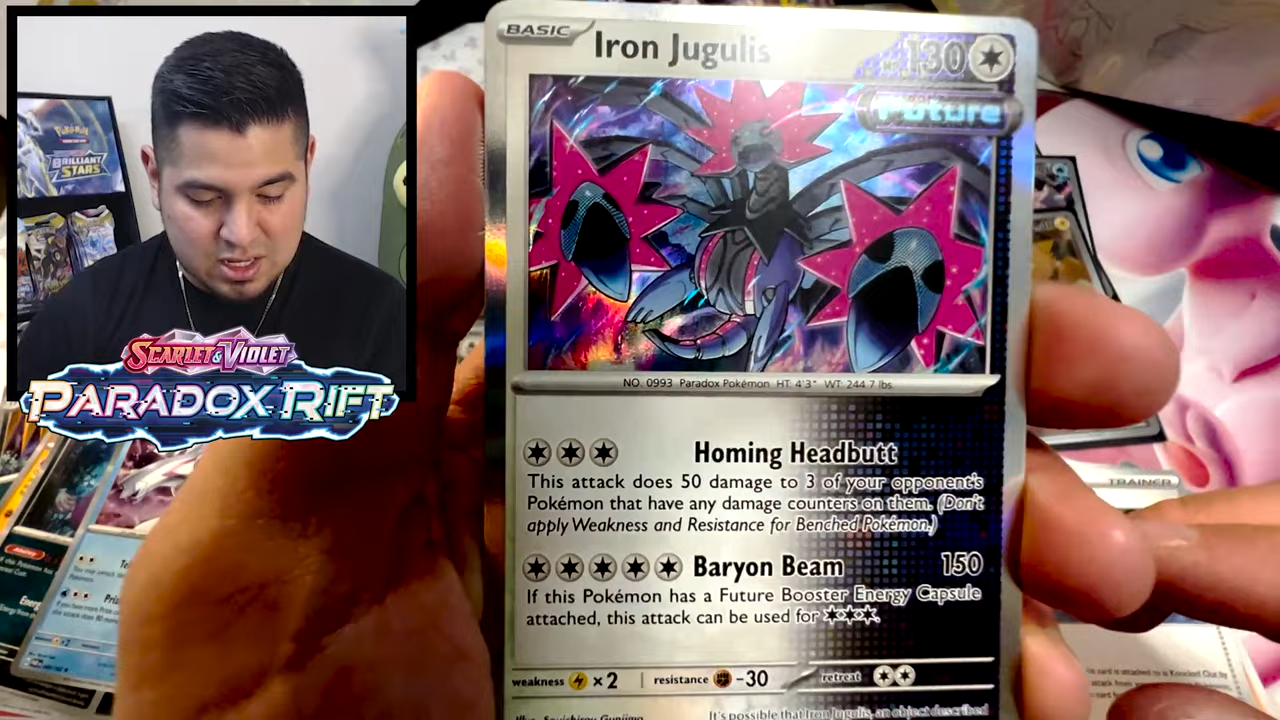 BASIC
Iron Jugulis
130
Future
Pokémon
BRILLIANT
STARS
SCARLET & VIOLET
PARADOX RIFT
NO. 0993 Paradox Pokémon HT: 4'3" WT: 244.7 lbs
Homing Headbutt
This attack does 50 damage to 3 of your opponent's
Pokémon that have any damage counters on them. (Don't
apply Weakness and Resistance for Benched Pokémon.)
Baryon Beam 150
If this Pokémon has a Future Booster Energy Capsule
attached, this attack can be used for
weakness ×2 resistance -30 retreat
It's possible that Iron Jugulis, an object described
TRAINER